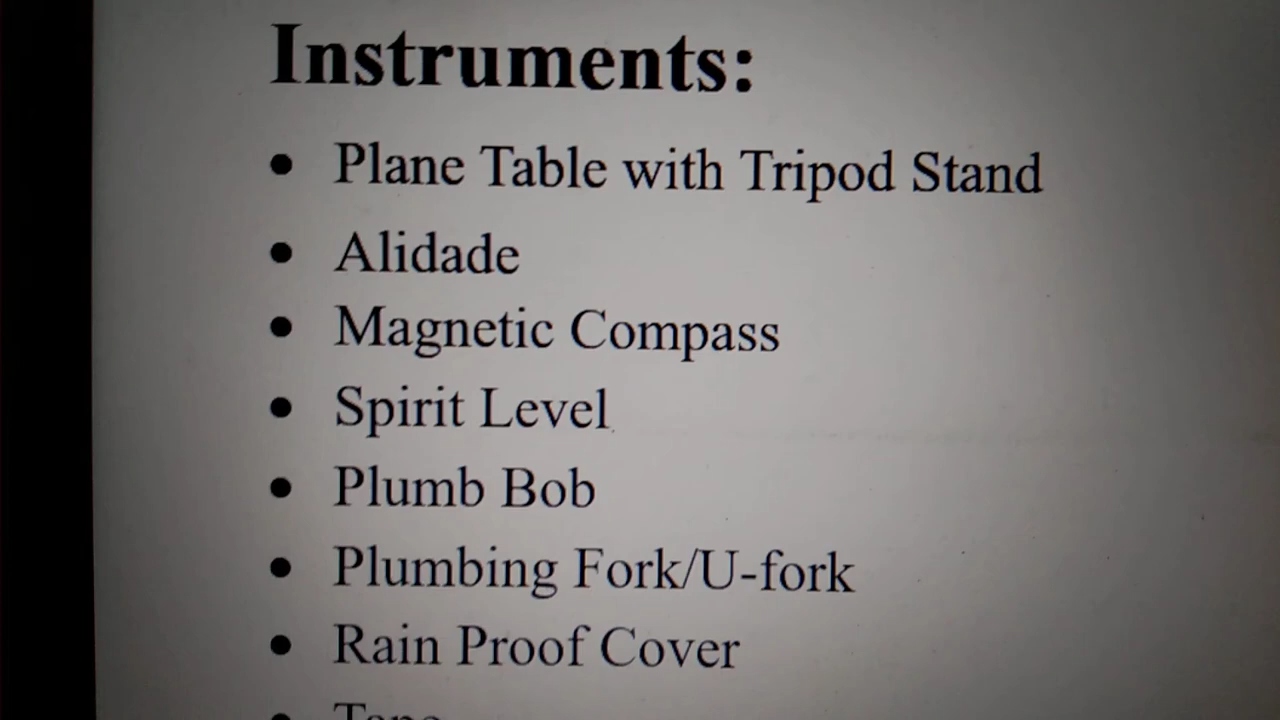 Instruments:
• Plane Table with Tripod Stand
• Alidade
• Magnetic Compass
• Spirit Level
• Plumb Bob
• Plumbing Fork/U-fork
• Rain Proof Cover